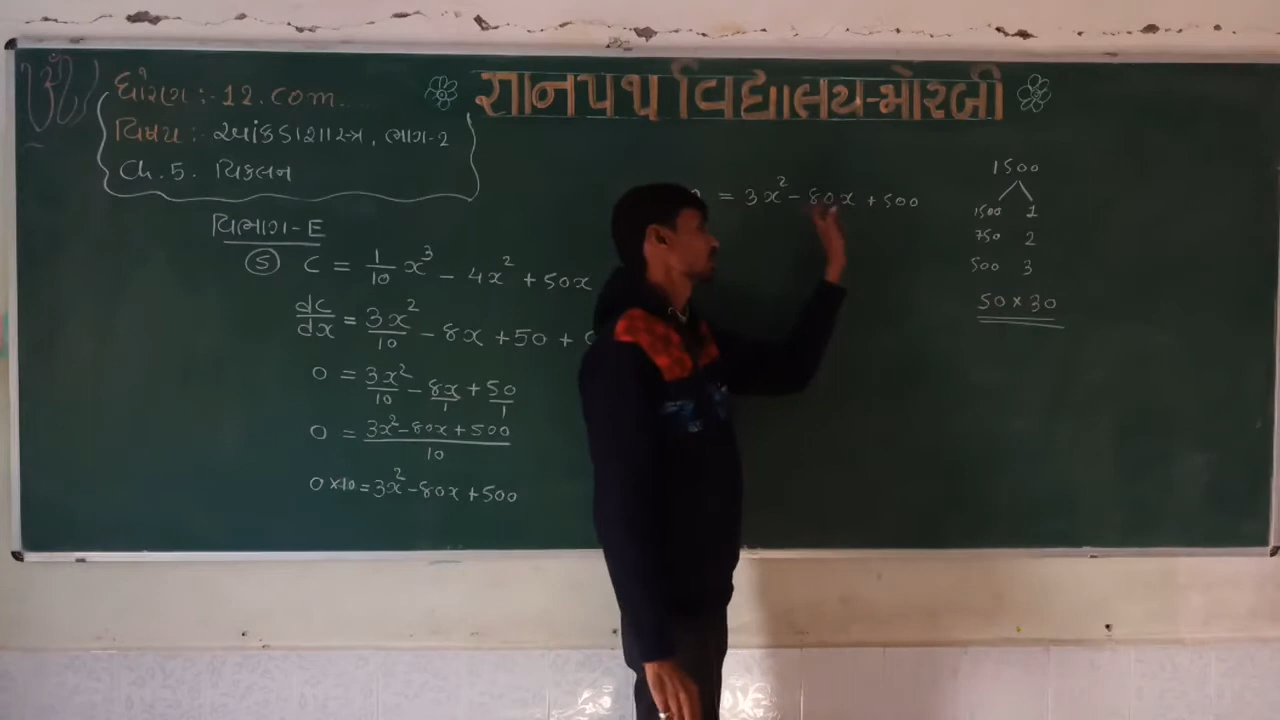 ધોરણ :- 12.com....
વિષય :- આંકડાશાસ્ત્ર, ભાગ-2
Ch. 5. વિકલન
જ્ઞાનપથ વિદ્યાલય-મોરબી
વિભાગ-E
(5) C = 1/10 x³ - 4x² + 50x
dc/dx = 3x²/10 - 8x + 50 +
0 = 3x²/10 - 8x/1 + 50/1
0 = 3x²-80x+500/10
0×10=3x²-80x+500
= 3x² - 80x + 500
1500
1500 1
750 2
500 3
50×30